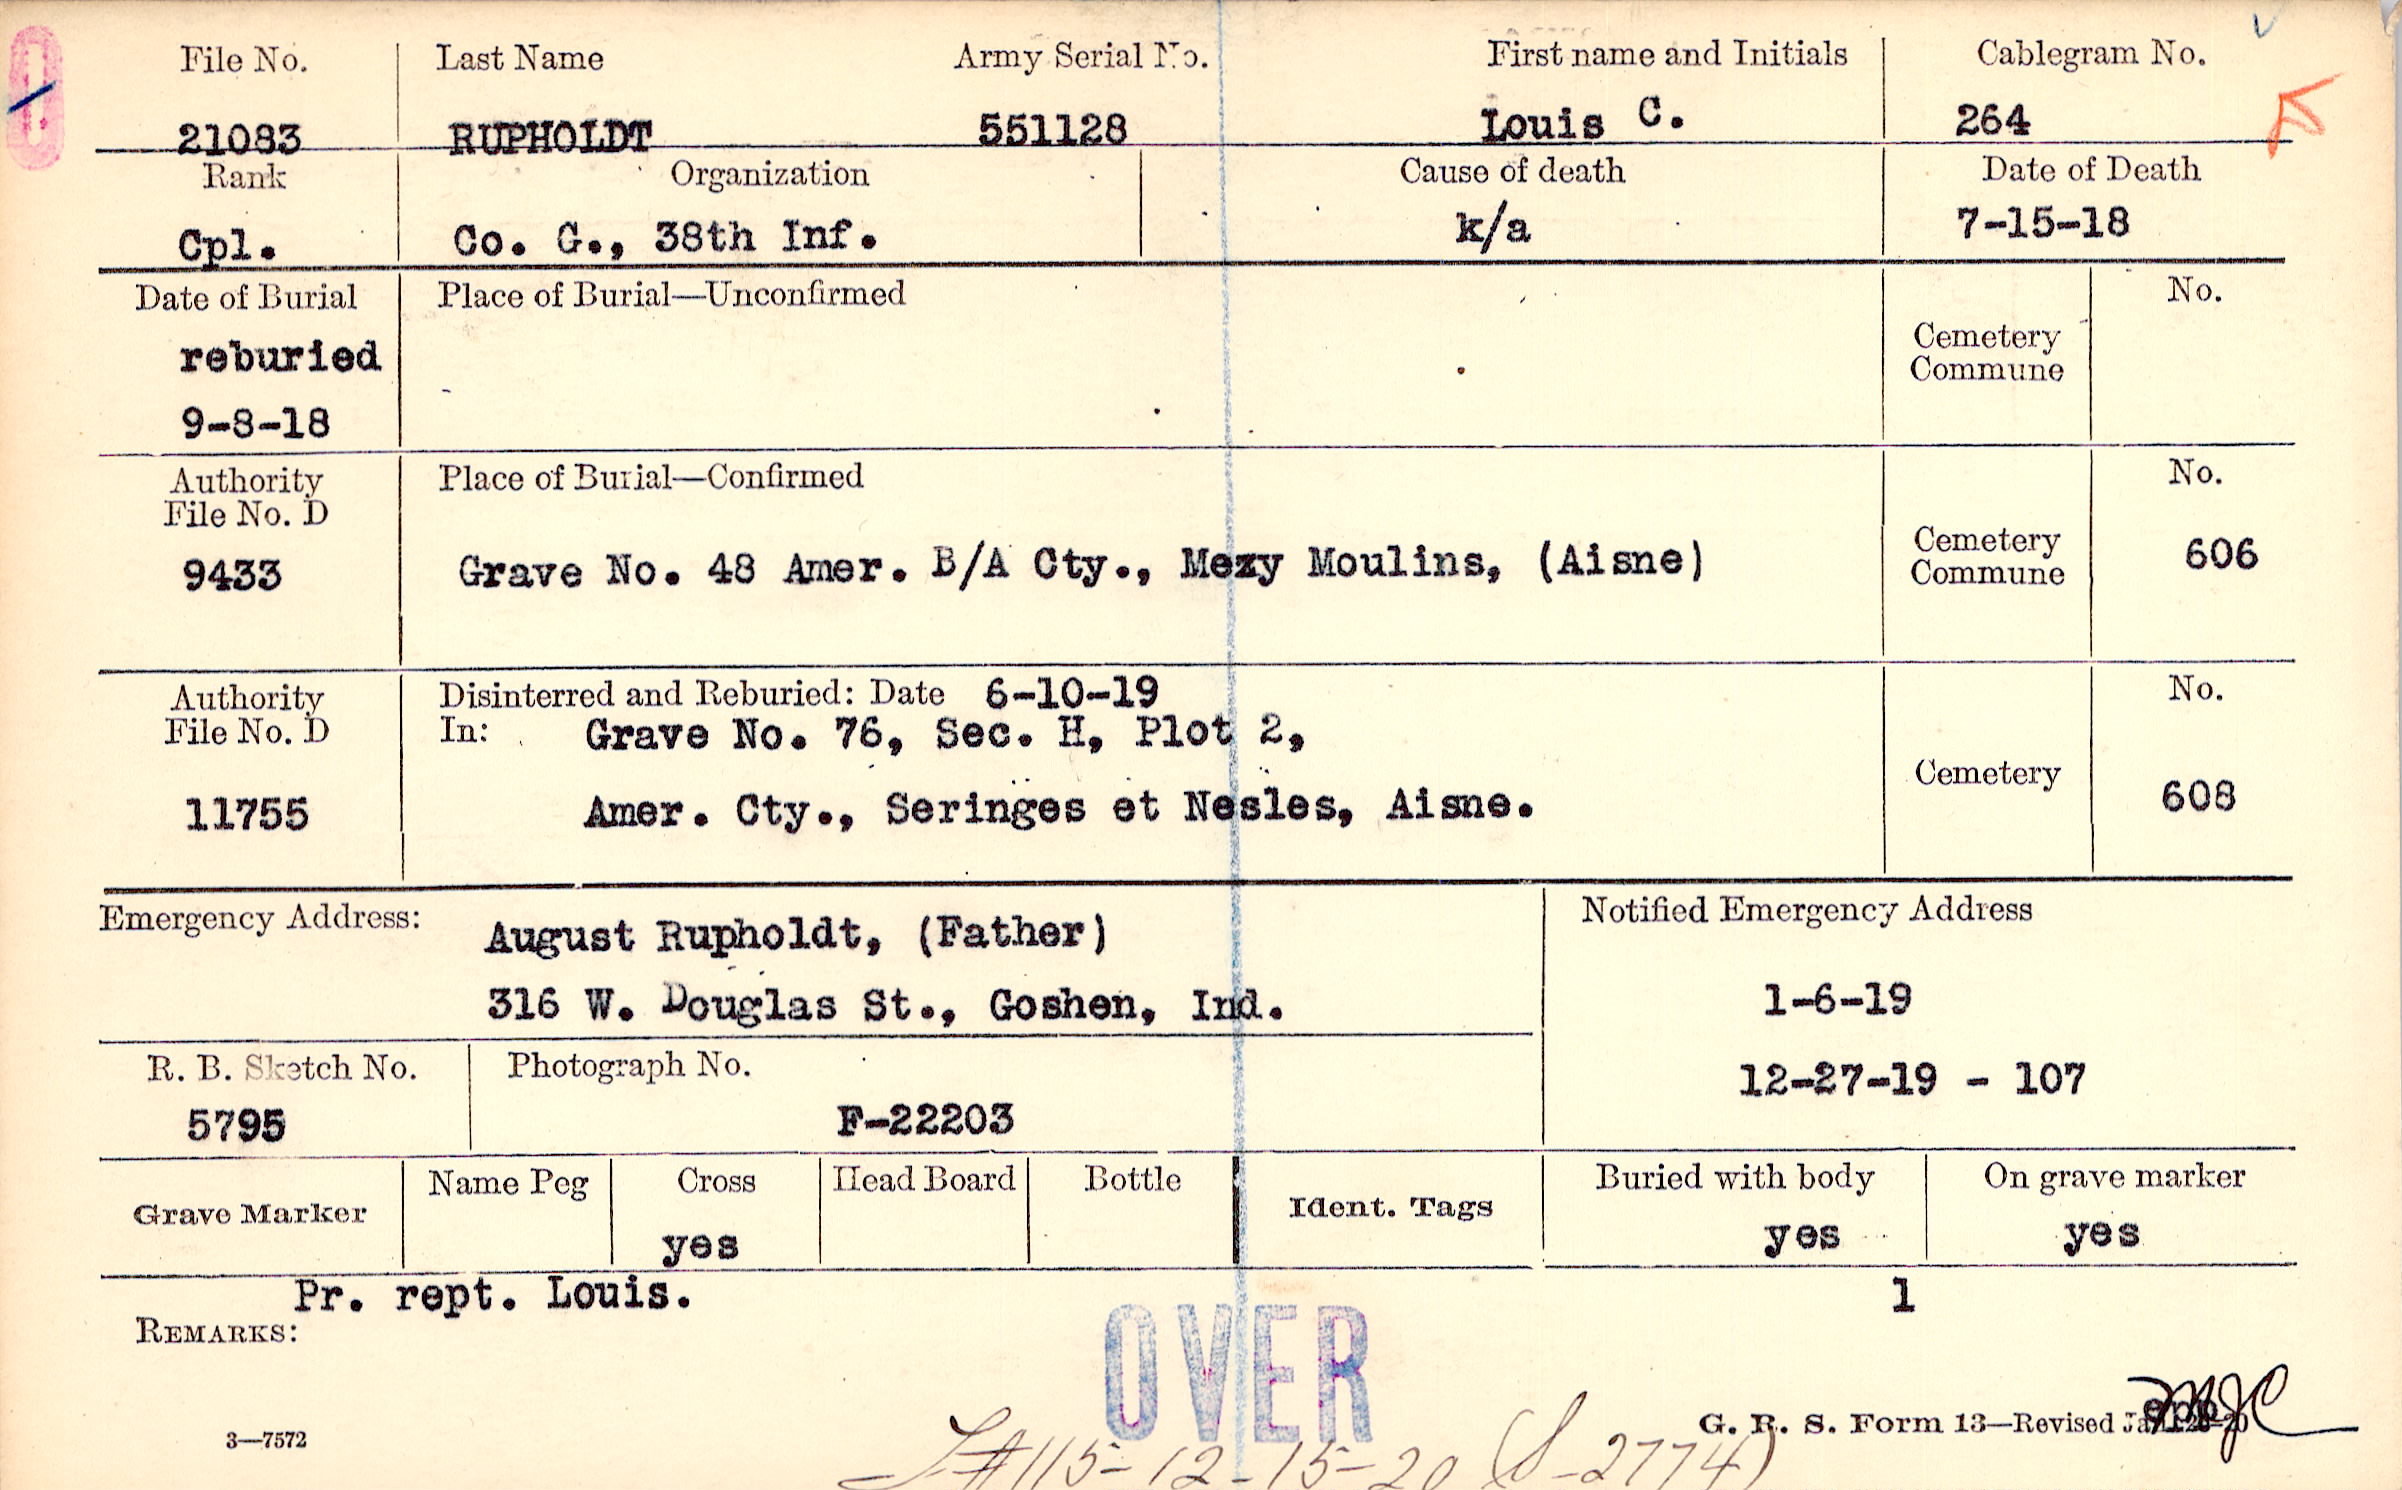 File No. Last Name Army Serial No. First name and Initials Cablegram No.
21083 RUPHOLDT 551128 Louis C. 264
Rank Organization Cause of death Date of Death
Cpl. Co. G., 38th Inf. k/a 7-15-18
Date of Burial Place of Burial—Unconfirmed No.
reburied Cemetery
Commune
9-8-18
Authority Place of Burial—Confirmed No.
File No. D
9433 Grave No. 48 Amer. B/A Cty., Mezy Moulins, (Aisne) Cemetery 606
Commune
Authority Disinterred and Reburied: Date 6-10-19 No.
File No. D In: Grave No. 76, Sec. H, Plot 2,
Cemetery
11755 Amer. Cty., Seringes et Nesles, Aisne. 608
Emergency Address: August Rupholdt, (Father) Notified Emergency Address
316 W. Douglas St., Goshen, Ind. 1-6-19
R. B. Sketch No. Photograph No. 12-27-19 - 107
5795 F-22203
Grave Marker Name Peg Cross Head Board Bottle Ident. Tags Buried with body On grave marker
yes yes yes
Pr. rept. Louis. 1
REMARKS:
OVER
3—7572 G. R. S. Form 13—Revised
#115-12-15-20 (S-2774)